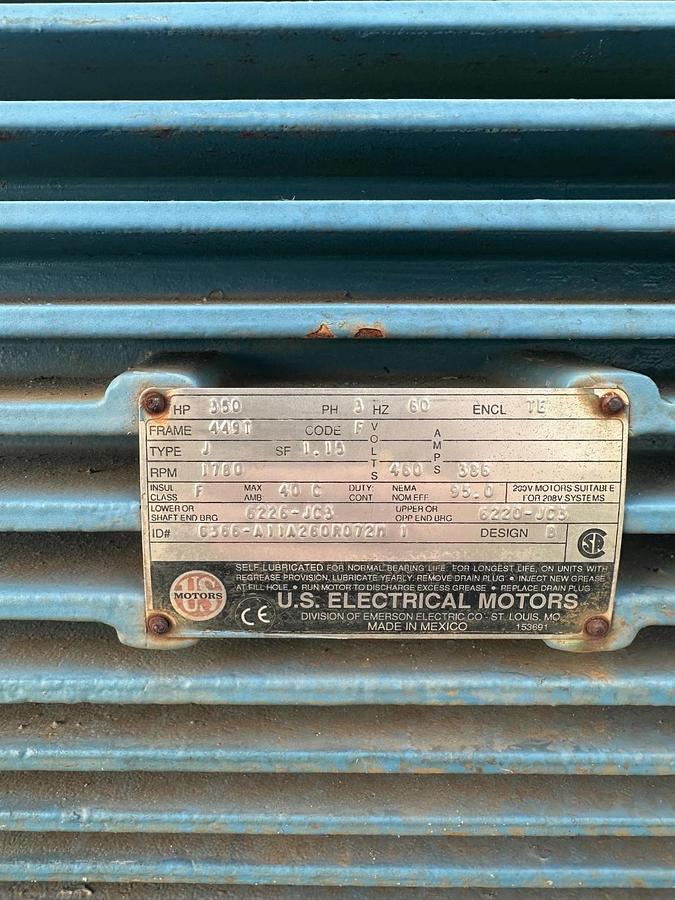 HP 350 PH 3 HZ 60 ENCL TE
FRAME 449T CODE F VOLTS AMPS
TYPE J SF 1.15
RPM 1780 460 386
INSUL CLASS F MAX AMB 40 C DUTY: CONT NEMA NOM EFF 95.0 200V MOTORS SUITABLE FOR 208V SYSTEMS
LOWER OR SHAFT END BRG 6226-JC3 UPPER OR OPP END BRG 6220-JC3
ID# G366-A11A260R072M 1 DESIGN B
SELF-LUBRICATED FOR NORMAL BEARING LIFE. FOR LONGEST LIFE, ON UNITS WITH
REGREASE PROVISION, LUBRICATE YEARLY. REMOVE DRAIN PLUG • INJECT NEW GREASE
AT FILL HOLE • RUN MOTOR TO DISCHARGE EXCESS GREASE • REPLACE DRAIN PLUG
US MOTORS
CE U.S. ELECTRICAL MOTORS
DIVISION OF EMERSON ELECTRIC CO - ST. LOUIS, MO.
MADE IN MEXICO 153691